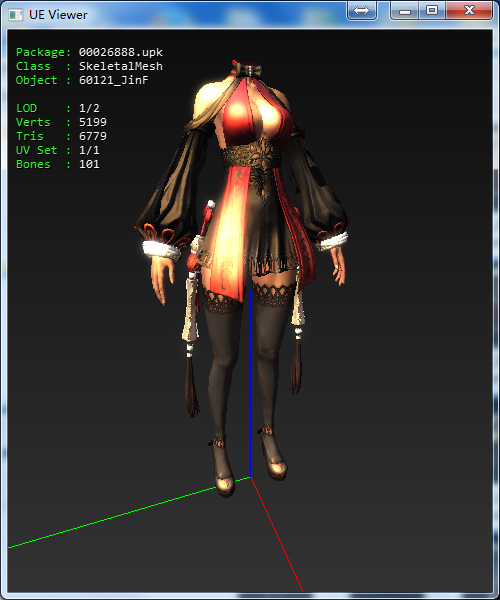 UE Viewer
Package: 00026888.upk
Class  : SkeletalMesh
Object : 60121_JinF
LOD    : 1/2
Verts  : 5199
Tris   : 6779
UV Set : 1/1
Bones  : 101